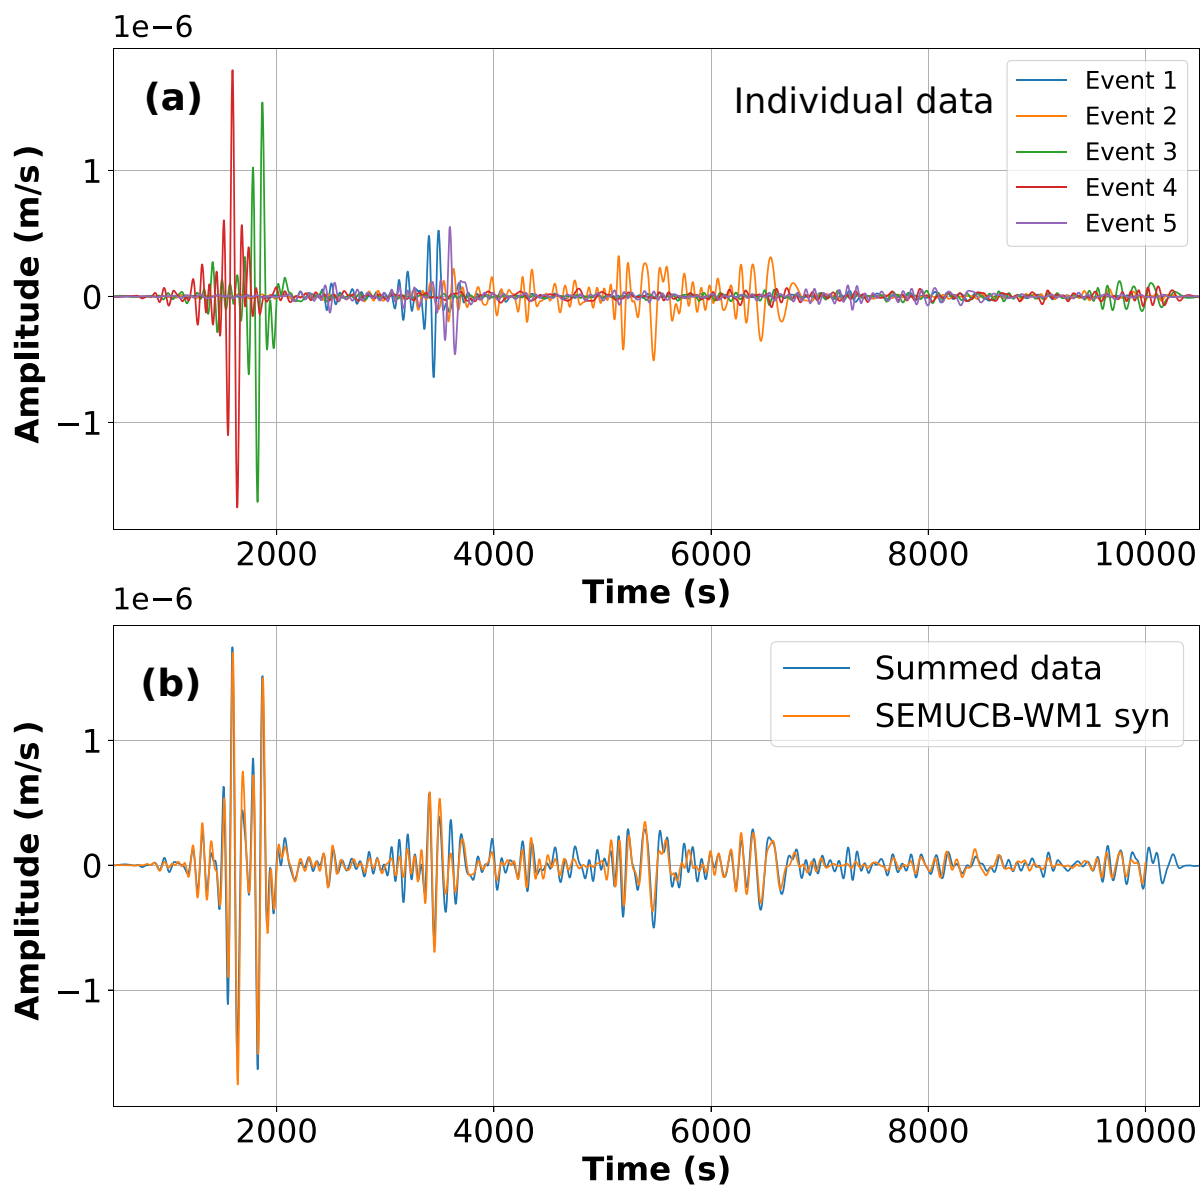 1e−6
(a)
Individual data
Event 1
Event 2
Event 3
Event 4
Event 5
Amplitude (m/s)
1
0
−1
2000 4000 6000 8000 10000
Time (s)
1e−6
(b)
Summed data
SEMUCB-WM1 syn
Amplitude (m/s)
1
0
−1
2000 4000 6000 8000 10000
Time (s)